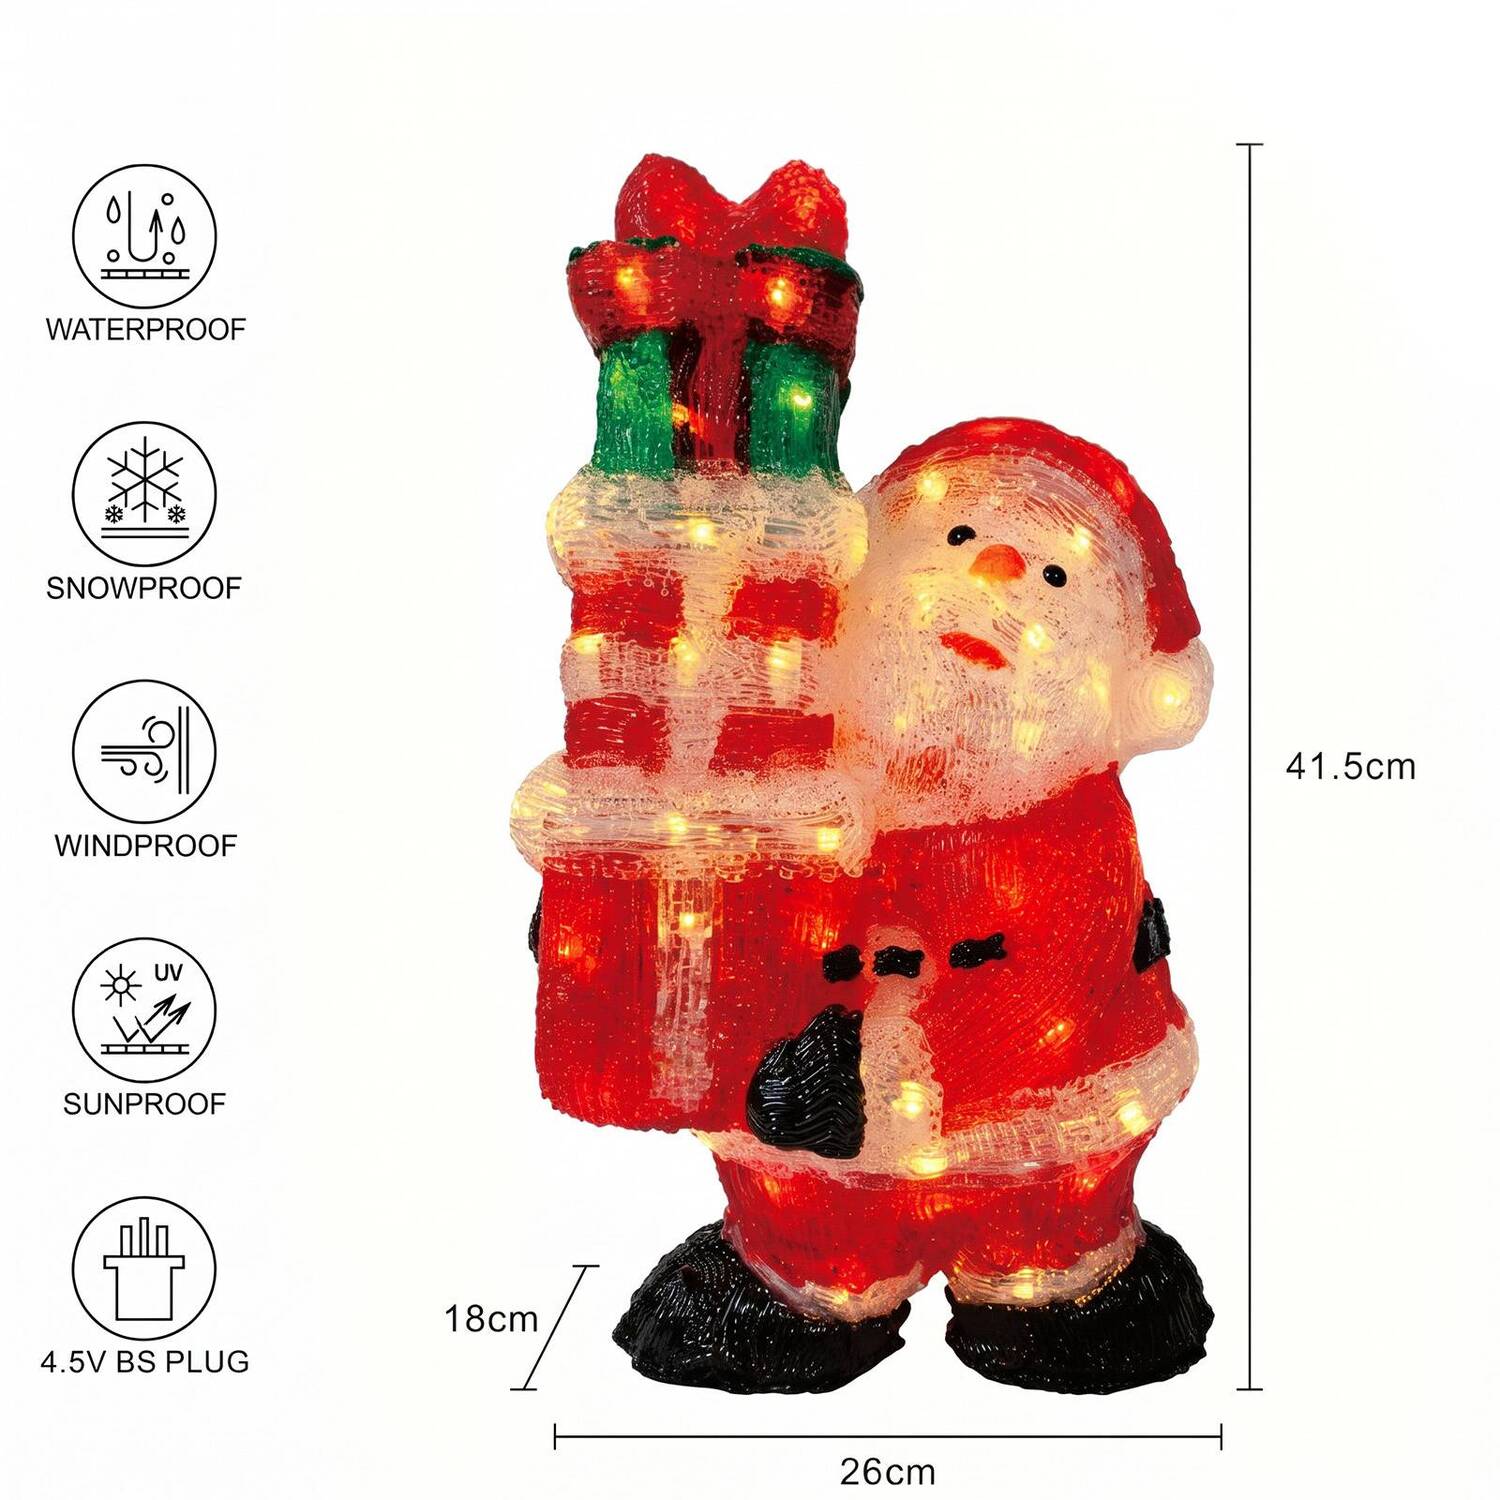 WATERPROOF
SNOWPROOF
WINDPROOF
UV
SUNPROOF
4.5V BS PLUG
41.5cm
18cm
26cm